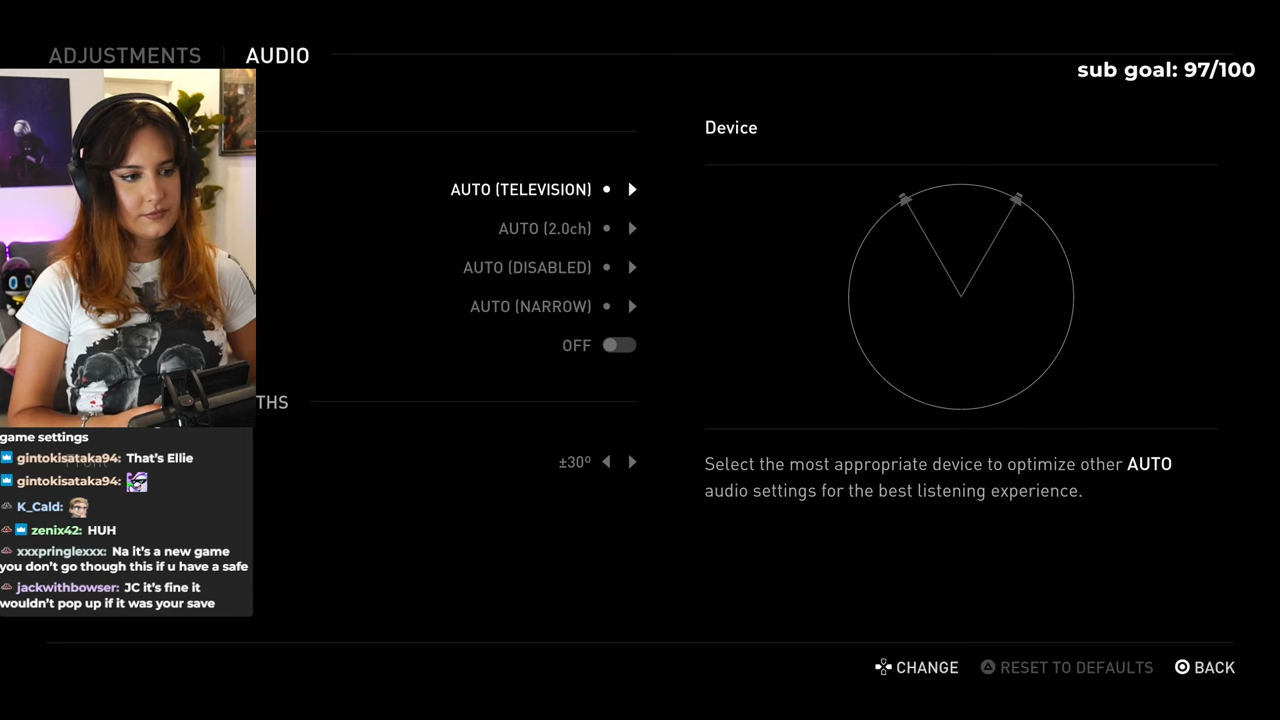 ADJUSTMENTS
AUDIO
sub goal: 97/100
Device
AUTO (TELEVISION)
AUTO (2.0ch)
AUTO (DISABLED)
AUTO (NARROW)
OFF
THS
±30º
Select the most appropriate device to optimize other AUTO
audio settings for the best listening experience.
game settings
gintokisataka94: That's Ellie
Front
gintokisataka94:
K_Cald:
zenix42: HUH
xxxpringlexxx: Na it's a new game
you don't go though this if u have a safe
jackwithbowser: JC it's fine it
wouldn't pop up if it was your save
CHANGE
RESET TO DEFAULTS
BACK